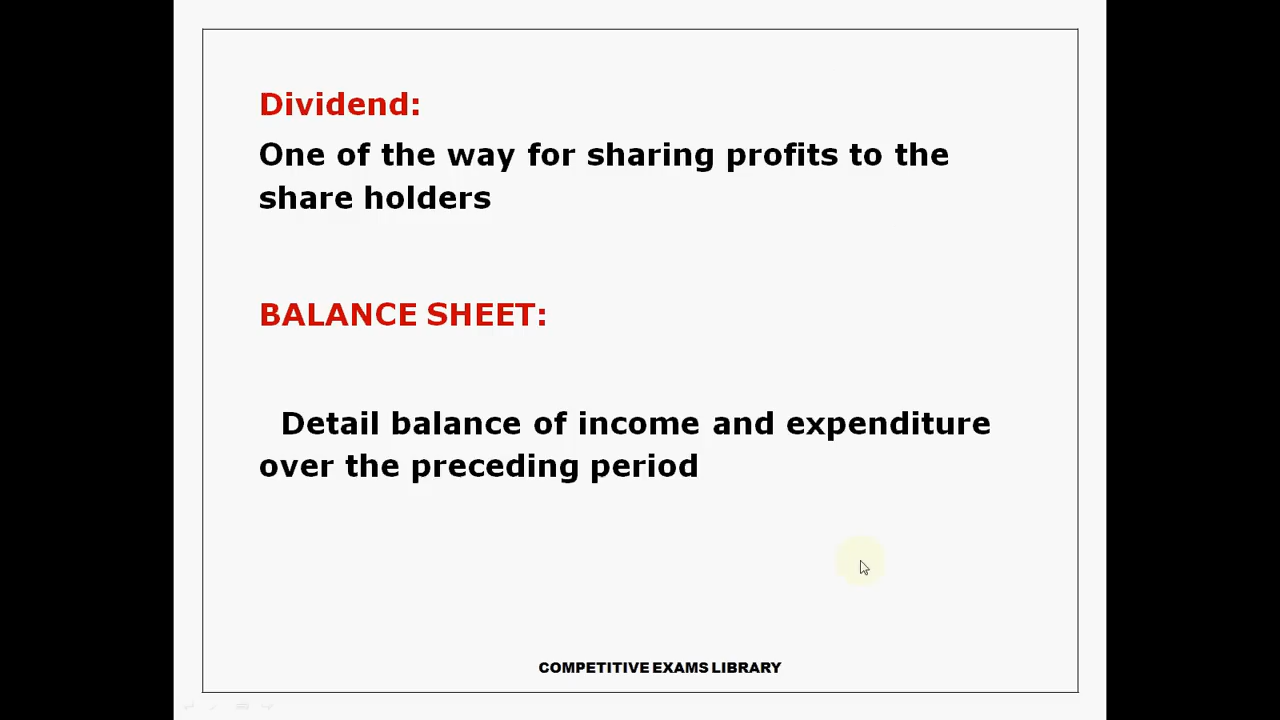 Dividend:
One of the way for sharing profits to the
share holders
BALANCE SHEET:
Detail balance of income and expenditure
over the preceding period
COMPETITIVE EXAMS LIBRARY